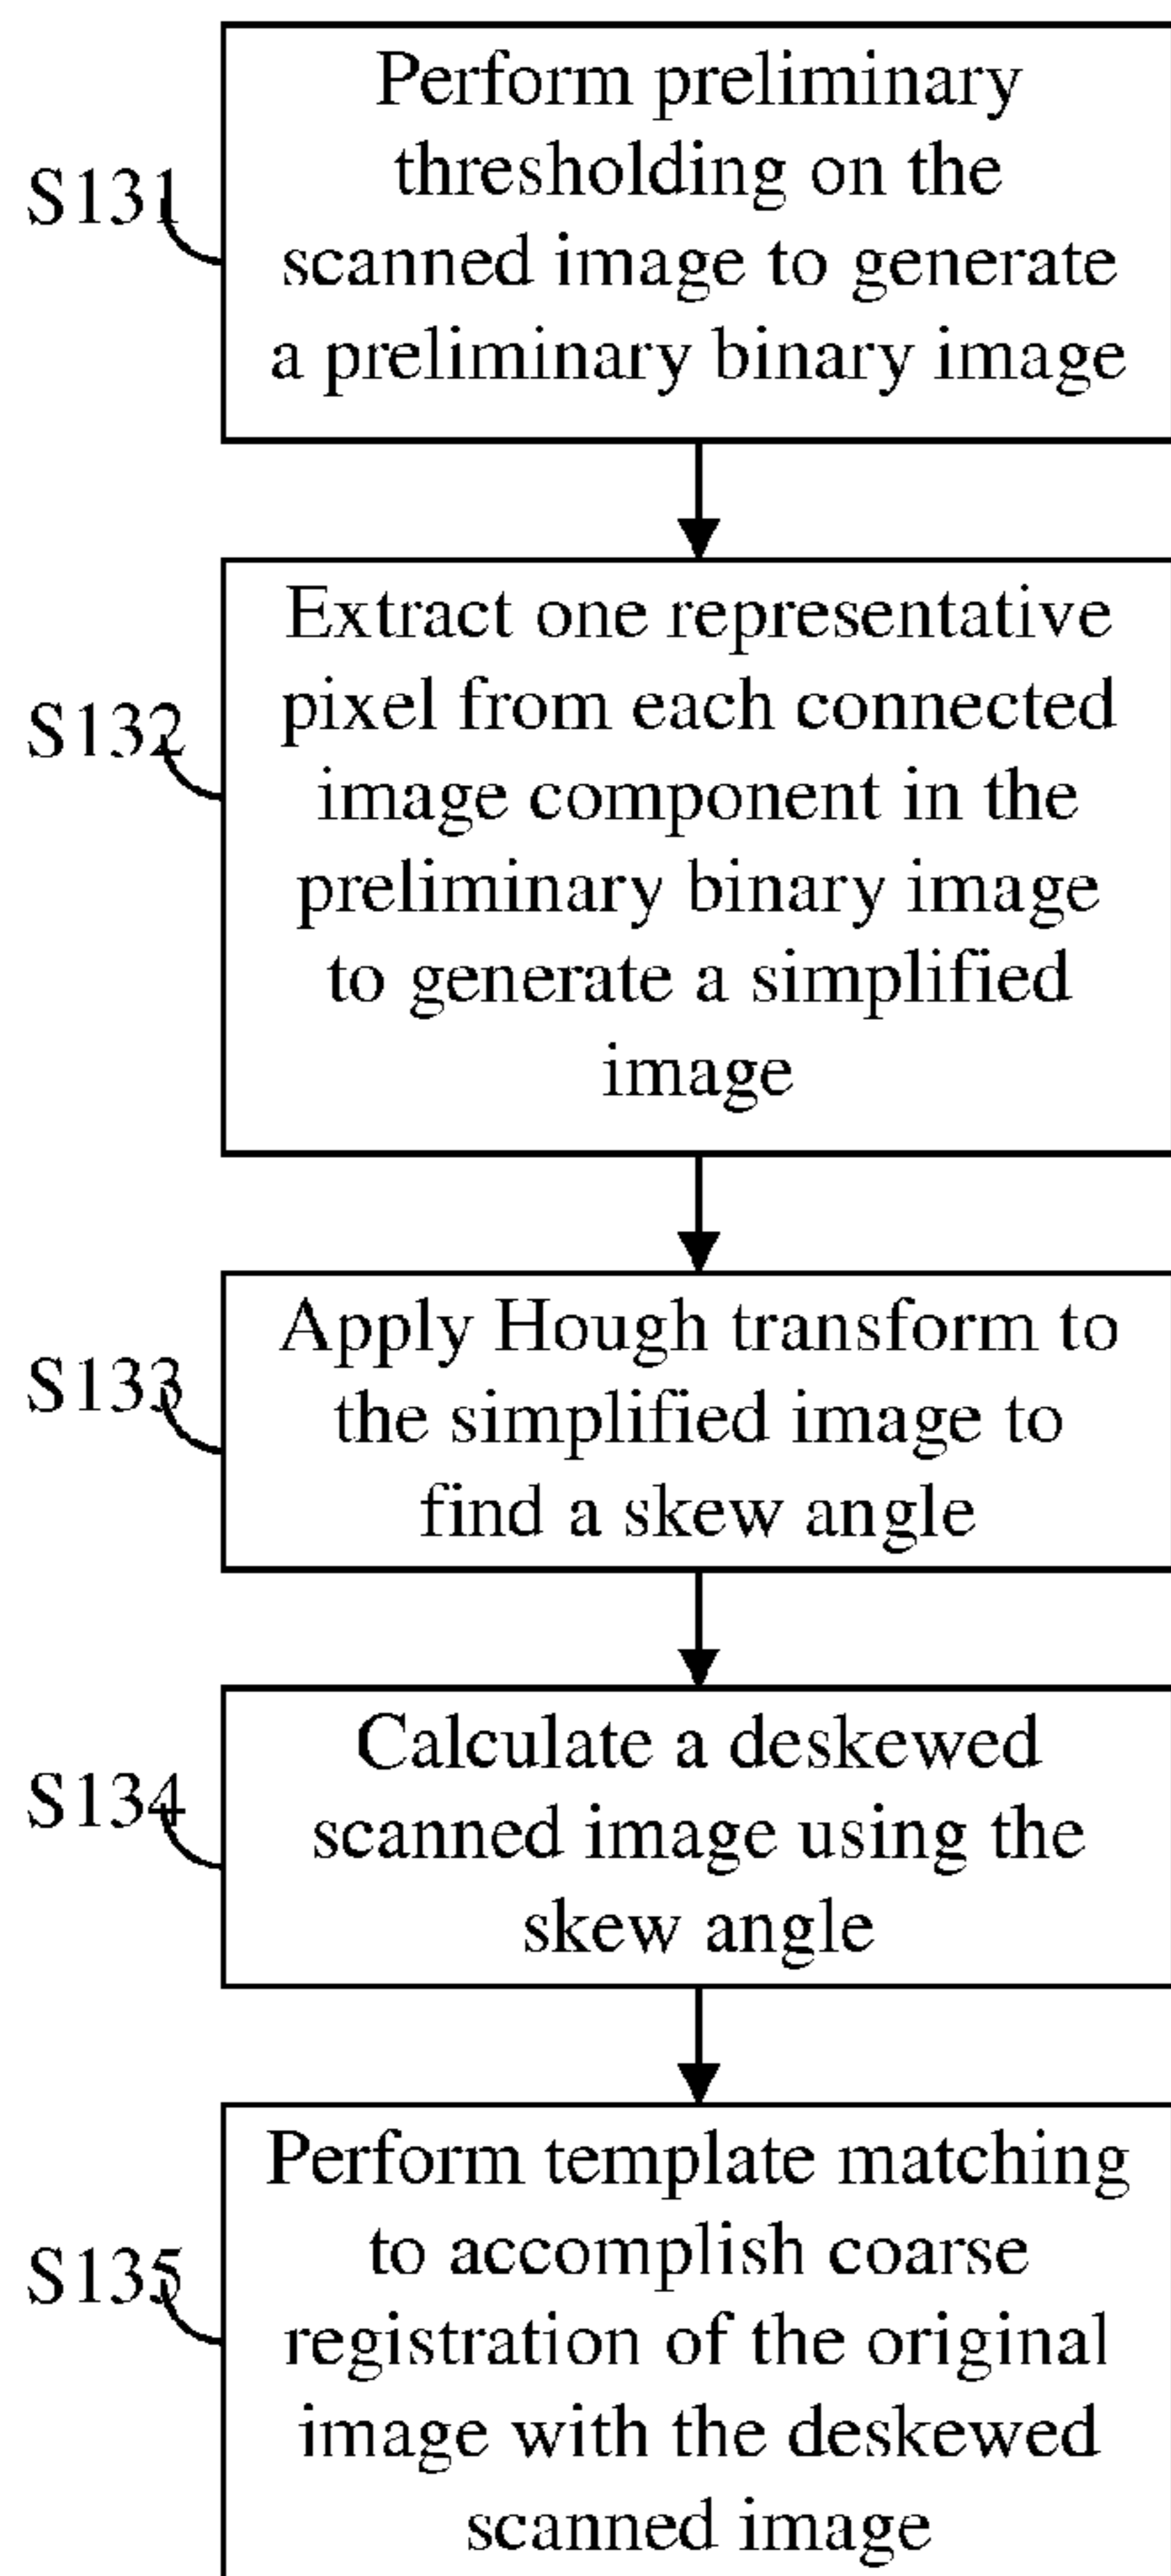 Perform preliminary
thresholding on the
scanned image to generate
a preliminary binary image
S131
Extract one representative
pixel from each connected
image component in the
preliminary binary image
to generate a simplified
image
S132
Apply Hough transform to
the simplified image to
find a skew angle
S133
Calculate a deskewed
scanned image using the
skew angle
S134
Perform template matching
to accomplish coarse
registration of the original
image with the deskewed
scanned image
S135